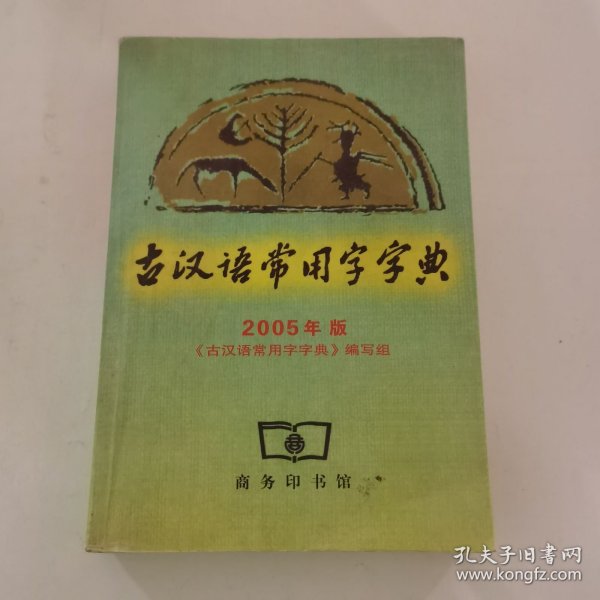 古汉语常用字字典
2005年版
《古汉语常用字字典》编写组
商务印书馆
孔夫子旧书网
www.kongfz.com